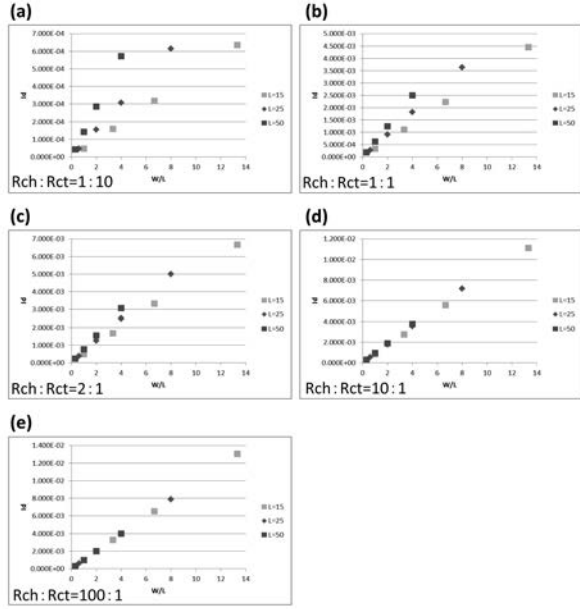 (a)
7.000E-04
6.000E-04
5.000E-04
4.000E-04
3.000E-04
2.000E-04
1.000E-04
0.000E+00
Id
0 2 4 6 8 10 12 14
W/L
L=15
L=25
L=50
Rch : Rct=1 : 10
(b)
5.000E-03
4.500E-03
4.000E-03
3.500E-03
3.000E-03
2.500E-03
2.000E-03
1.500E-03
1.000E-03
5.000E-04
0.000E+00
Id
0 2 4 6 8 10 12 14
W/L
L=15
L=25
L=50
Rch : Rct=1 : 1
(c)
7.000E-03
6.000E-03
5.000E-03
4.000E-03
3.000E-03
2.000E-03
1.000E-03
0.000E+00
Id
0 2 4 6 8 10 12 14
W/L
L=15
L=25
L=50
Rch : Rct=2 : 1
(d)
1.200E-02
1.000E-02
8.000E-03
6.000E-03
4.000E-03
2.000E-03
0.000E+00
Id
0 2 4 6 8 10 12 14
W/L
L=15
L=25
L=50
Rch : Rct=10 : 1
(e)
1.400E-02
1.200E-02
1.000E-02
8.000E-03
6.000E-03
4.000E-03
2.000E-03
0.000E+00
Id
0 2 4 6 8 10 12 14
W/L
L=15
L=25
L=50
Rch : Rct=100 : 1